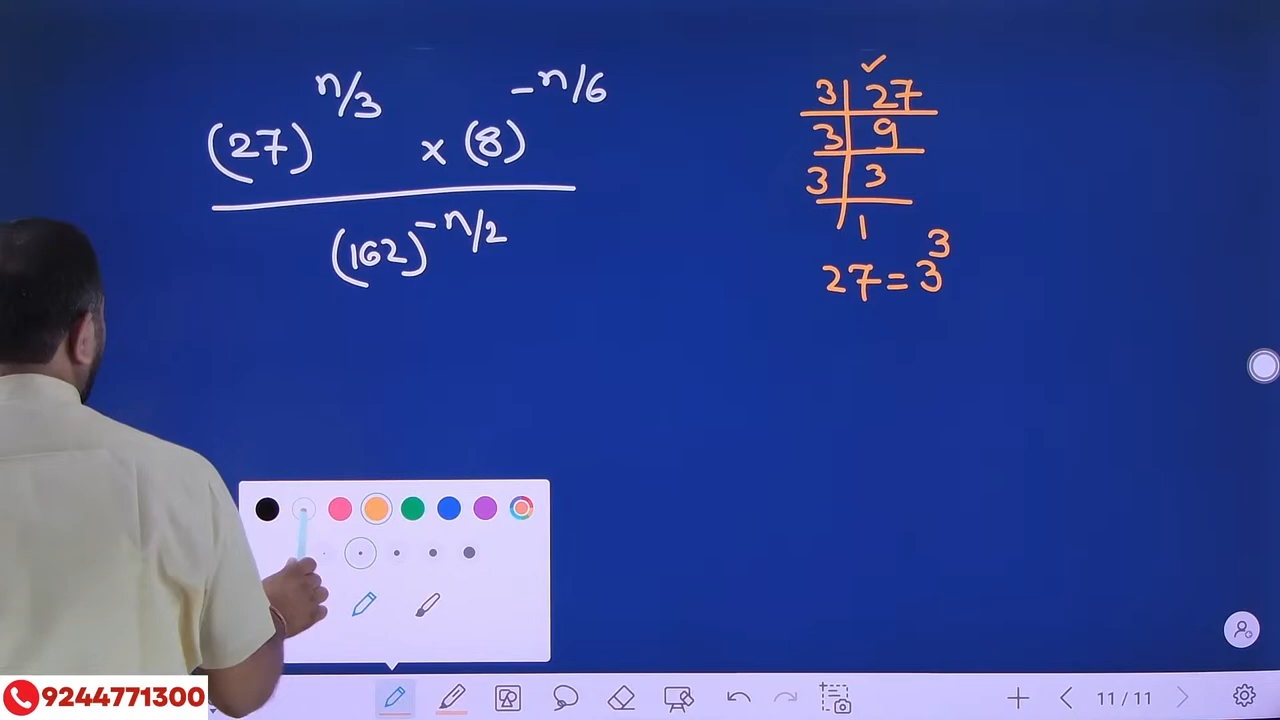 (27)^n/3 × (8)^-n/6
(162)^-n/2
3 | 27
3 | 9
3 | 3
1
27 = 3^3
9244771300
11 / 11